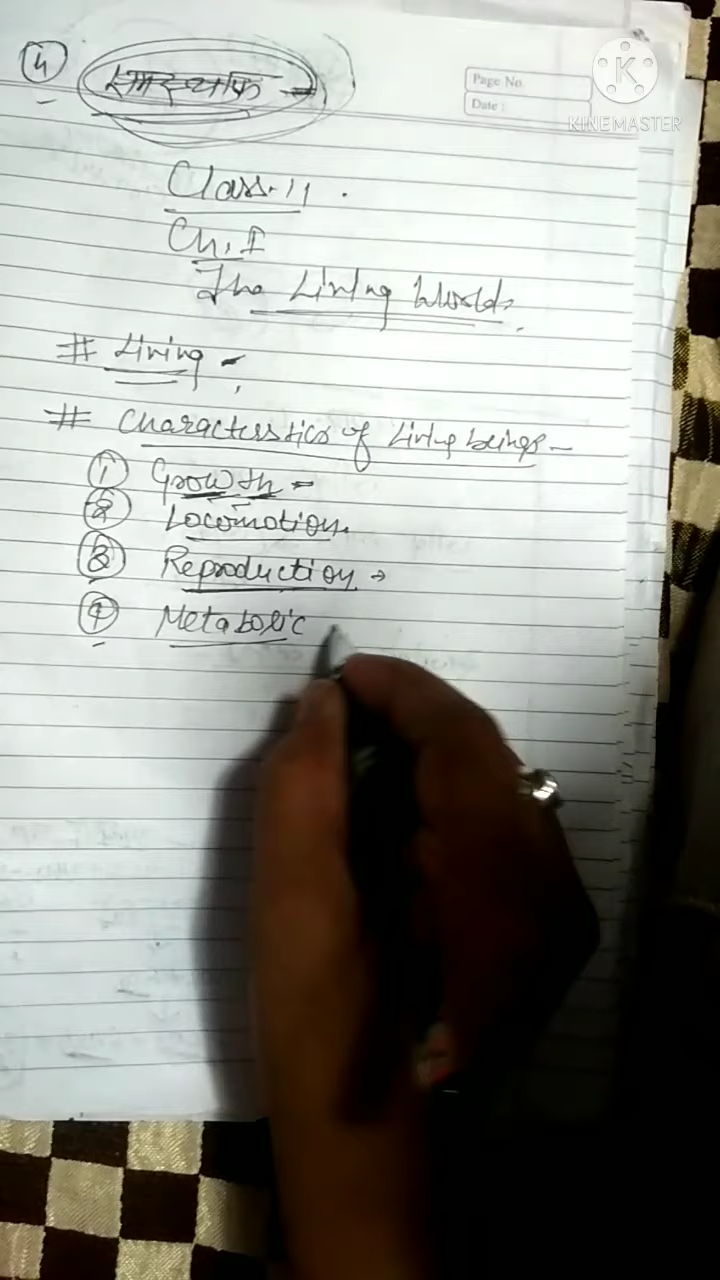 4
Page No.
Date :
KINEMASTER
Class-11.
Ch. I
The Living World.
# Living -
# Characterstics of Living beings -
1 Growth -
2 Locomotion.
3 Reproduction →
4 Metabolic